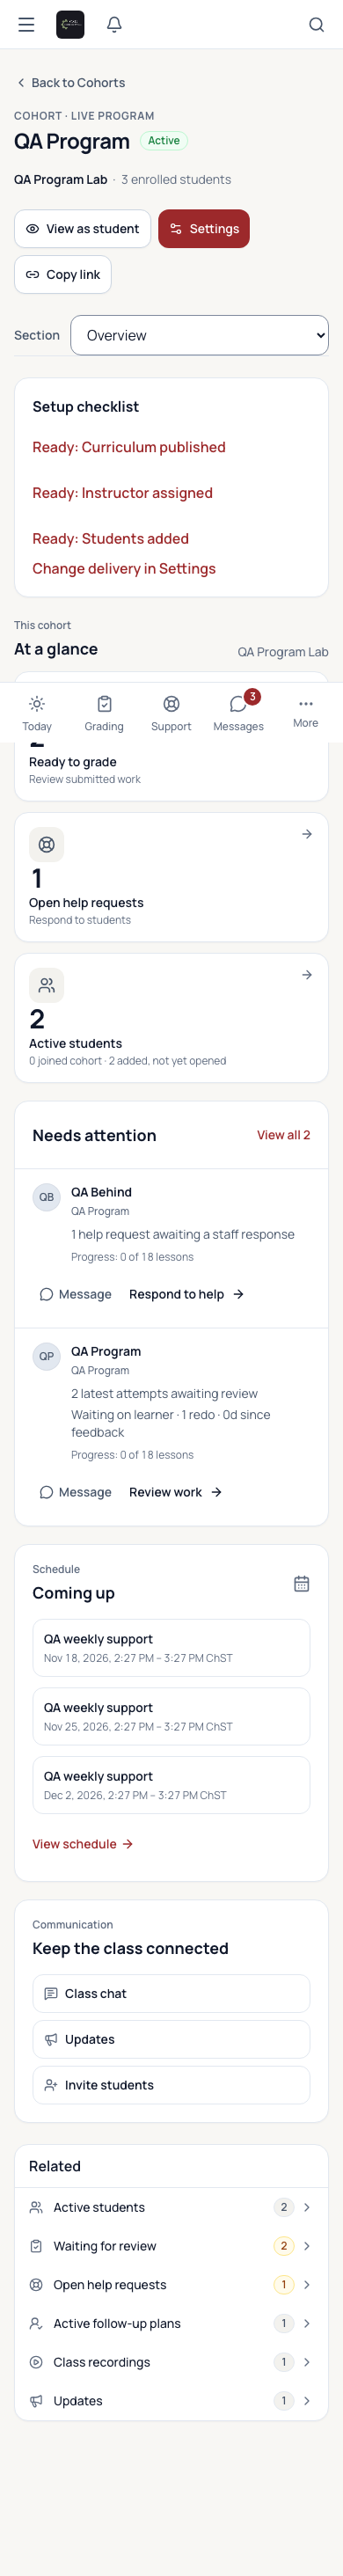 Back to Cohorts
COHORT · LIVE PROGRAM
QA Program Active
QA Program Lab · 3 enrolled students
View as student Settings
Copy link
Section Overview
Setup checklist
Ready: Curriculum published
Ready: Instructor assigned
Ready: Students added
Change delivery in Settings
This cohort
At a glance QA Program Lab
3
Today Grading Support Messages More
Ready to grade
Review submitted work
1
Open help requests
Respond to students
2
Active students
0 joined cohort · 2 added, not yet opened
Needs attention View all 2
QB QA Behind
QA Program
1 help request awaiting a staff response
Progress: 0 of 18 lessons
Message Respond to help
QP QA Program
QA Program
2 latest attempts awaiting review
Waiting on learner · 1 redo · 0d since
feedback
Progress: 0 of 18 lessons
Message Review work
Schedule
Coming up
QA weekly support
Nov 18, 2026, 2:27 PM – 3:27 PM ChST
QA weekly support
Nov 25, 2026, 2:27 PM – 3:27 PM ChST
QA weekly support
Dec 2, 2026, 2:27 PM – 3:27 PM ChST
View schedule
Communication
Keep the class connected
Class chat
Updates
Invite students
Related
Active students 2
Waiting for review 2
Open help requests 1
Active follow-up plans 1
Class recordings 1
Updates 1